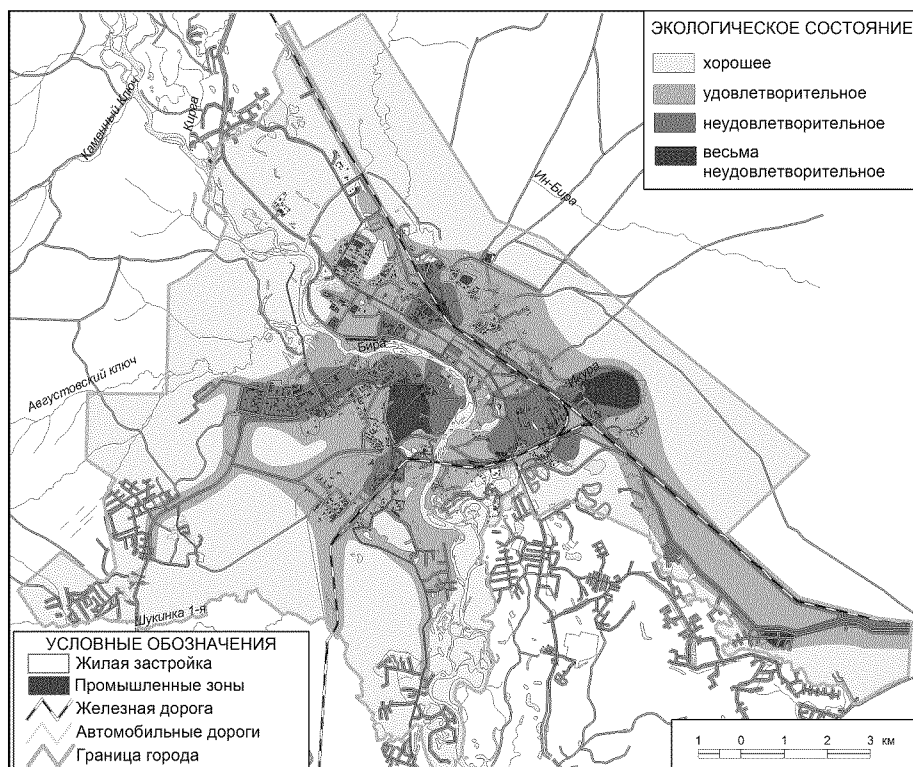 ЭКОЛОГИЧЕСКОЕ СОСТОЯНИЕ
хорошее
удовлетворительное
неудовлетворительное
весьма
неудовлетворительное
Каменный Ключ
Кирга
Ин-Бира
Бира
Икура
Августовский ключ
Щукинка 1-я
УСЛОВНЫЕ ОБОЗНАЧЕНИЯ
Жилая застройка
Промышленные зоны
Железная дорога
Автомобильные дороги
Граница города
1 0 1 2 3 км